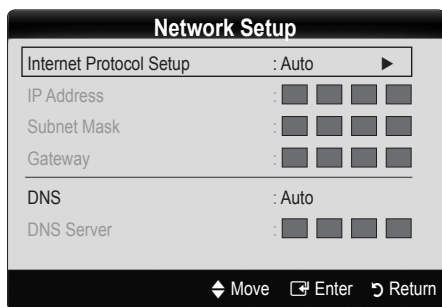 Network Setup
Internet Protocol Setup : Auto ►
IP Address :
Subnet Mask :
Gateway :
DNS : Auto
DNS Server :
Move Enter Return